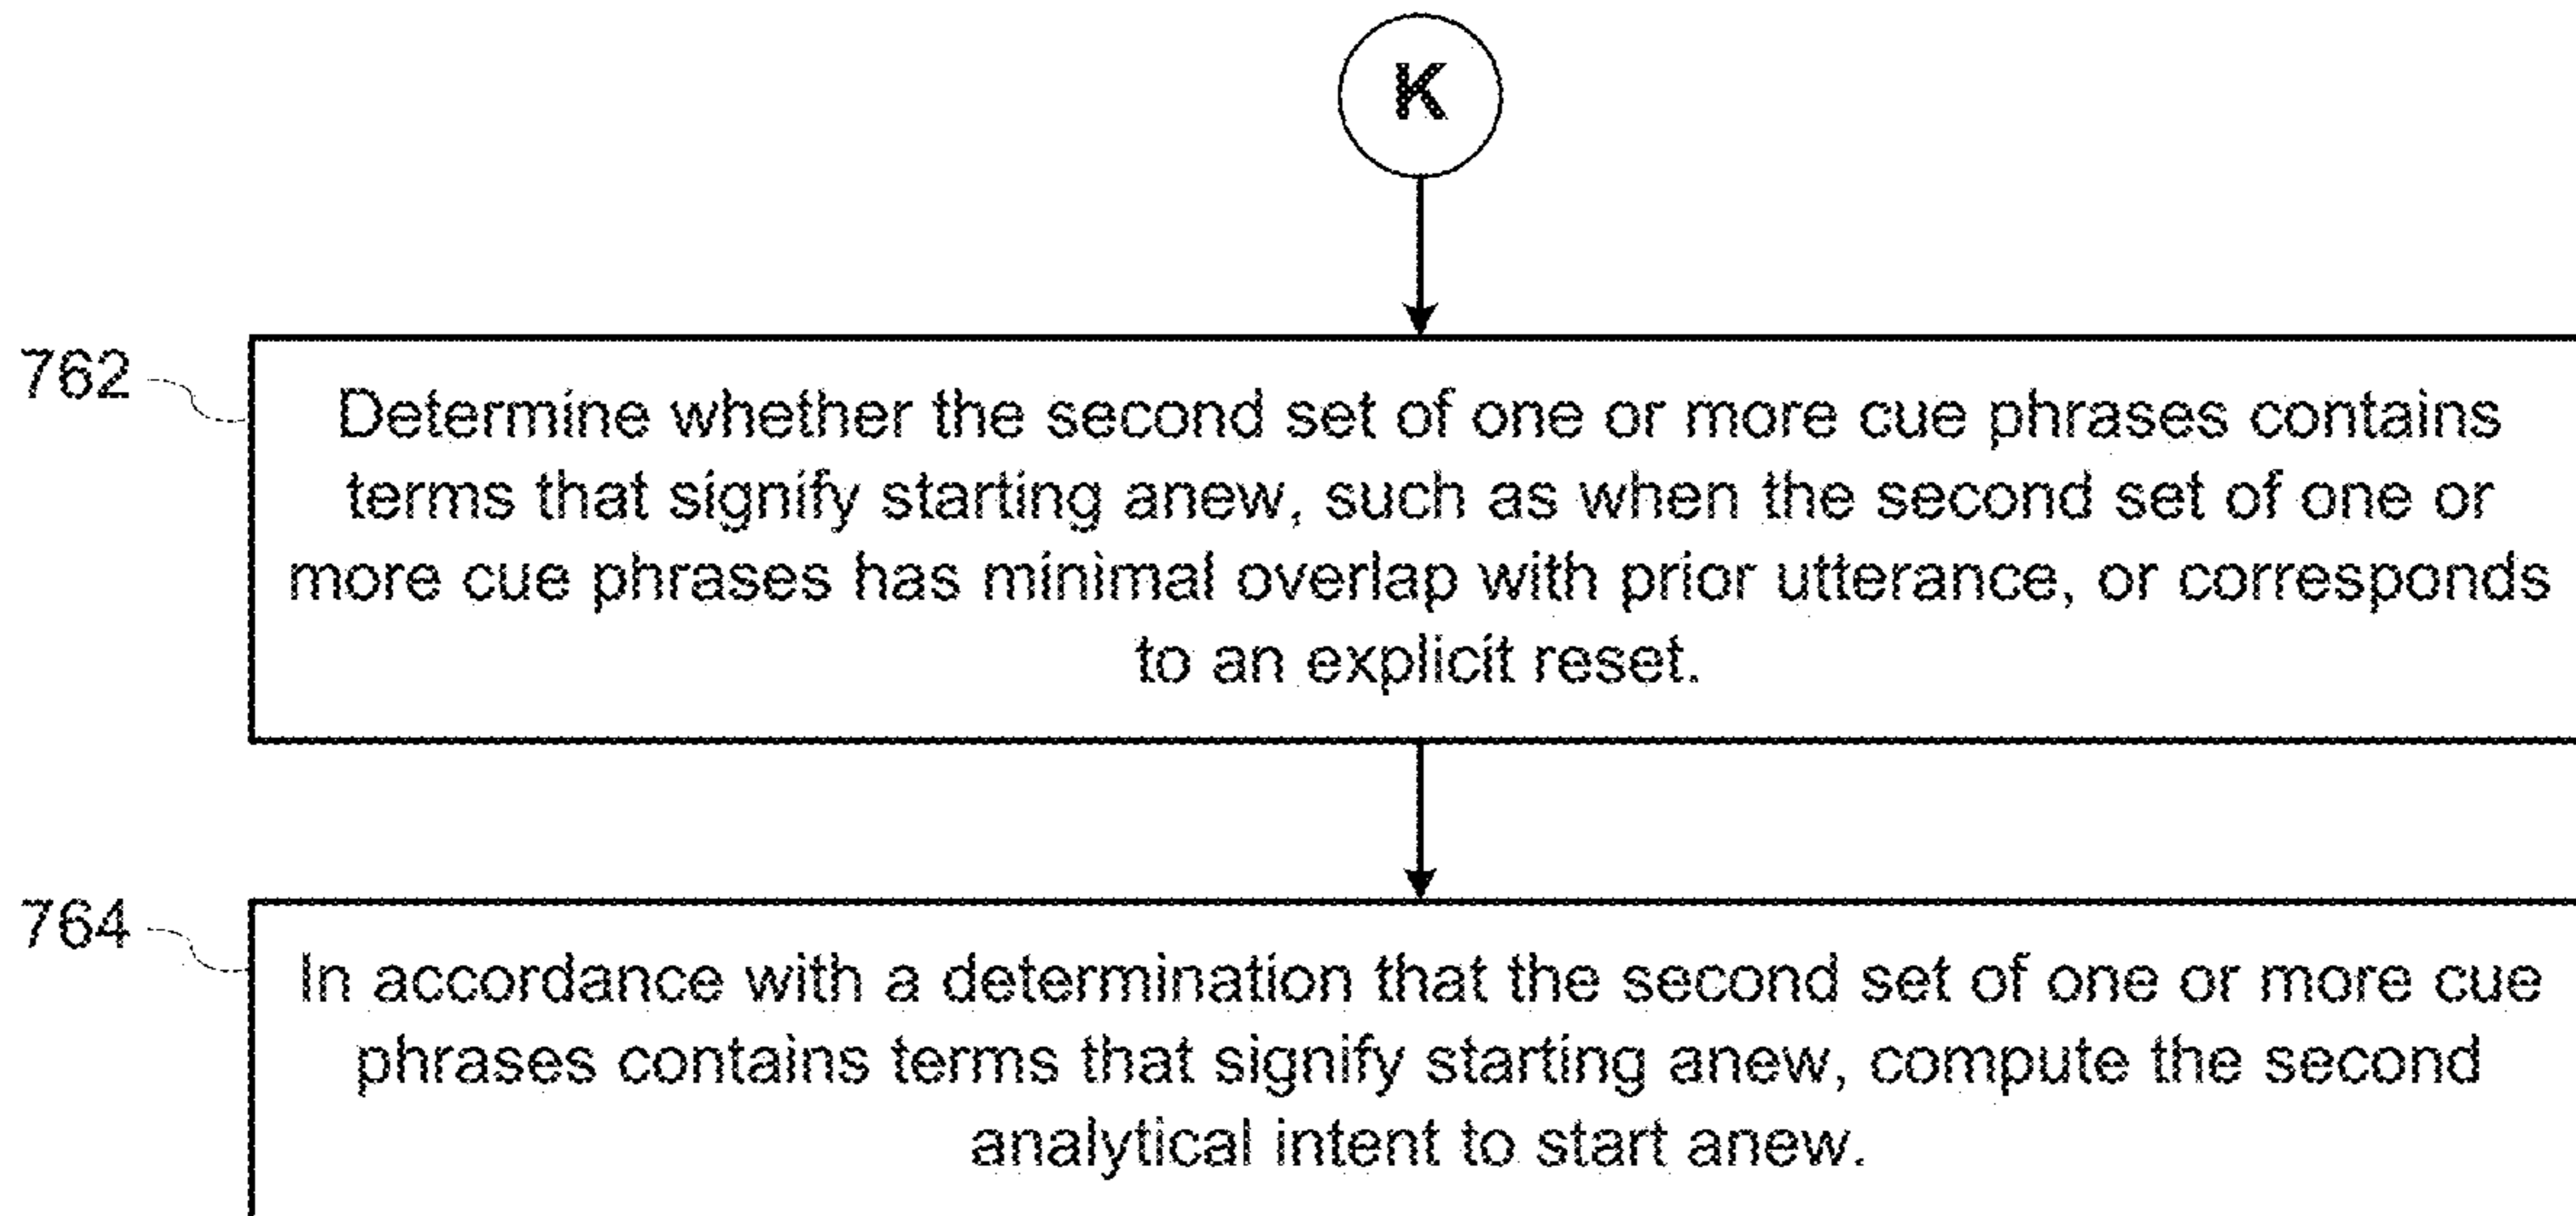 K
762
Determine whether the second set of one or more cue phrases contains
terms that signify starting anew, such as when the second set of one or
more cue phrases has minimal overlap with prior utterance, or corresponds
to an explicit reset.
764
In accordance with a determination that the second set of one or more cue
phrases contains terms that signify starting anew, compute the second
analytical intent to start anew.